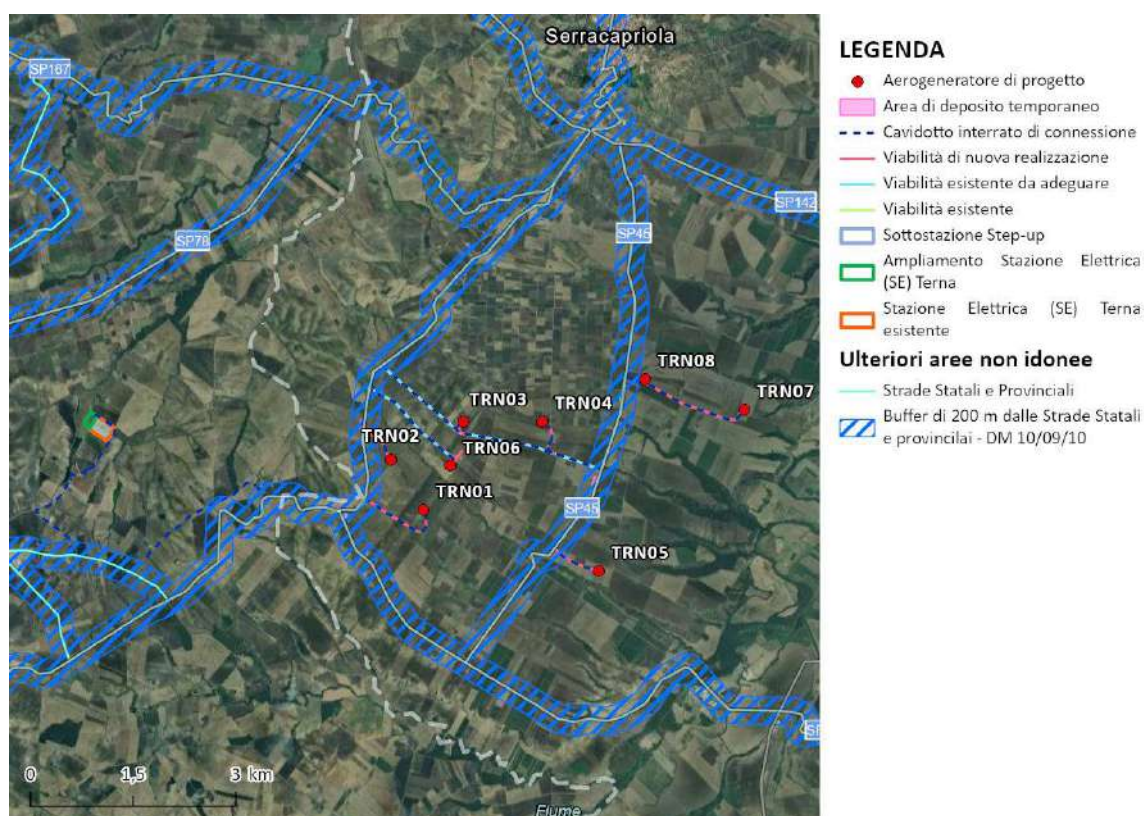 Serracapriola
SP167
SP142
SP45
SP78
TRN08
TRN07
TRN03
TRN04
TRN02
TRN06
TRN01
SP45
TRN05
SP
0 1,5 3 km
Fiume
LEGENDA
Aerogeneratore di progetto
Area di deposito temporaneo
Cavidotto interrato di connessione
Viabilità di nuova realizzazione
Viabilità esistente da adeguare
Viabilità esistente
Sottostazione Step-up
Ampliamento Stazione Elettrica
(SE) Terna
Stazione Elettrica (SE) Terna
esistente
Ulteriori aree non idonee
Strade Statali e Provinciali
Buffer di 200 m dalle Strade Statali
e provincilai - DM 10/09/10